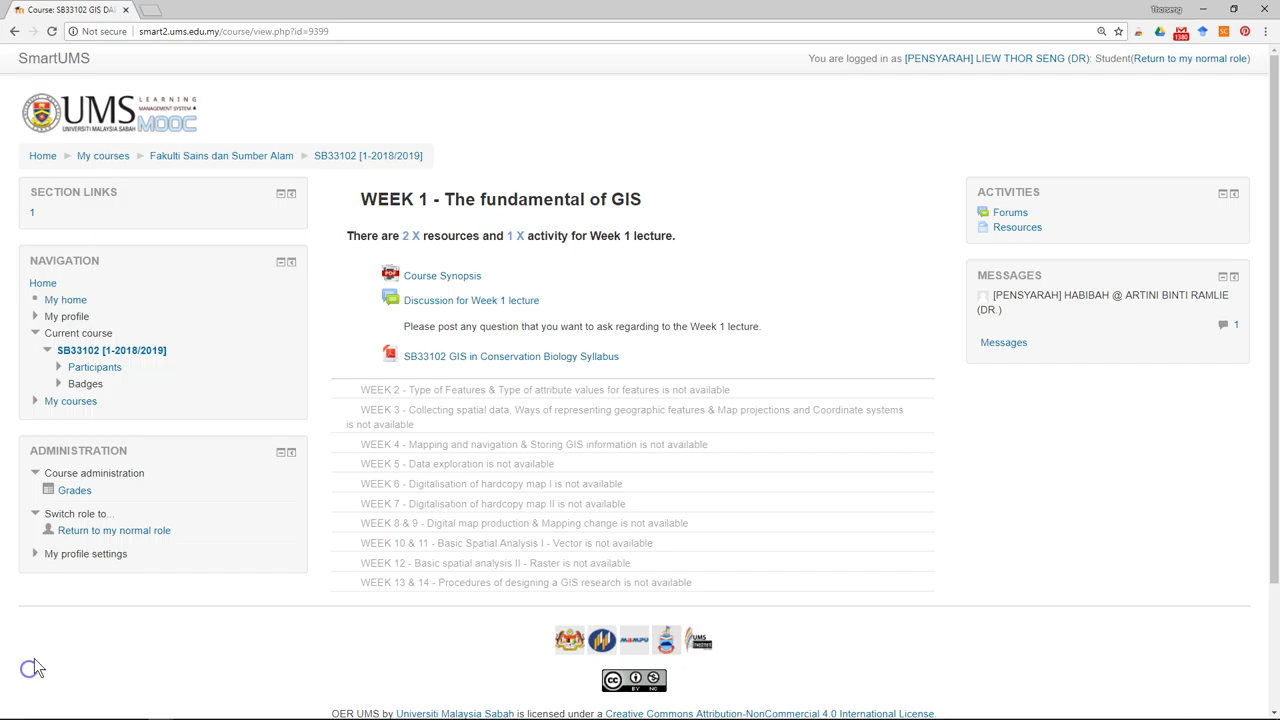 Course: SB33102 GIS DAL
Thorseng
Not secure
smart2.ums.edu.my/course/view.php?id=9399
1380
SmartUMS
You are logged in as [PENSYARAH] LIEW THOR SENG (DR): Student(Return to my normal role)
UMS
UNIVERSITI MALAYSIA SABAH
LEARNING
MANAGEMENT SYSTEM
MOOC
Home
My courses
Fakulti Sains dan Sumber Alam
SB33102 [1-2018/2019]
SECTION LINKS
1
NAVIGATION
Home
My home
My profile
Current course
SB33102 [1-2018/2019]
Participants
Badges
My courses
ADMINISTRATION
Course administration
Grades
Switch role to...
Return to my normal role
My profile settings
WEEK 1 - The fundamental of GIS
There are 2 X resources and 1 X activity for Week 1 lecture.
Course Synopsis
Discussion for Week 1 lecture
Please post any question that you want to ask regarding to the Week 1 lecture.
SB33102 GIS in Conservation Biology Syllabus
WEEK 2 - Type of Features & Type of attribute values for features is not available
WEEK 3 - Collecting spatial data, Ways of representing geographic features & Map projections and Coordinate systems
is not available
WEEK 4 - Mapping and navigation & Storing GIS information is not available
WEEK 5 - Data exploration is not available
WEEK 6 - Digitalisation of hardcopy map I is not available
WEEK 7 - Digitalisation of hardcopy map II is not available
WEEK 8 & 9 - Digital map production & Mapping change is not available
WEEK 10 & 11 - Basic Spatial Analysis I - Vector is not available
WEEK 12 - Basic spatial analysis II - Raster is not available
WEEK 13 & 14 - Procedures of designing a GIS research is not available
ACTIVITIES
Forums
Resources
MESSAGES
[PENSYARAH] HABIBAH @ ARTINI BINTI RAMLIE
(DR.)
1
Messages
MAMPU
UMS
CC BY NC
OER UMS by Universiti Malaysia Sabah is licensed under a Creative Commons Attribution-NonCommercial 4.0 International License.